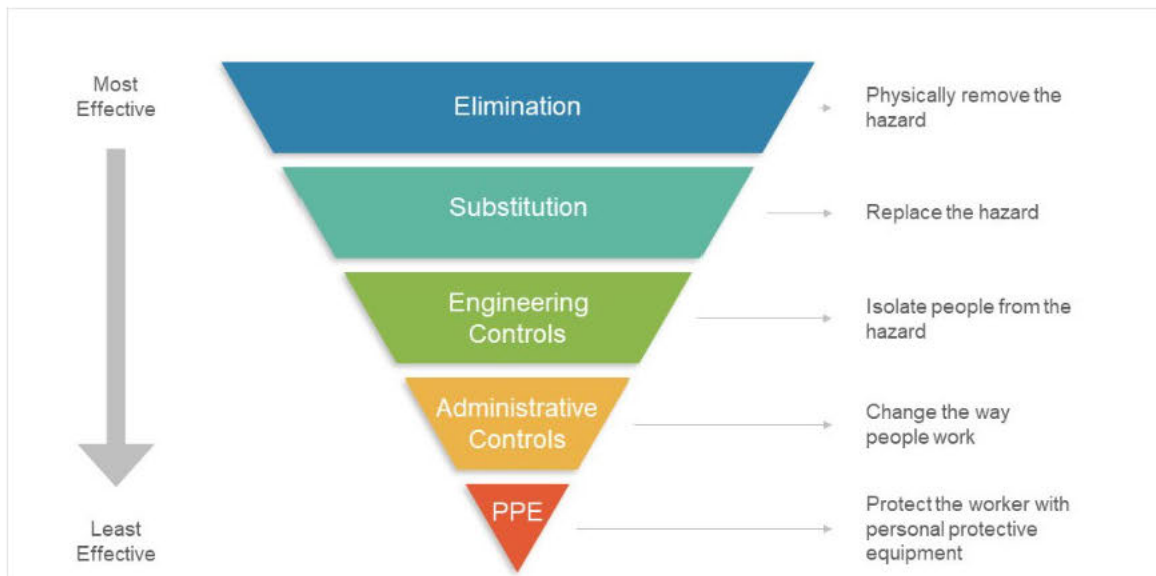 Most
Effective
Elimination
Physically remove the
hazard
Substitution
Replace the hazard
Engineering
Controls
Isolate people from the
hazard
Administrative
Controls
Change the way
people work
PPE
Protect the worker with
personal protective
equipment
Least
Effective